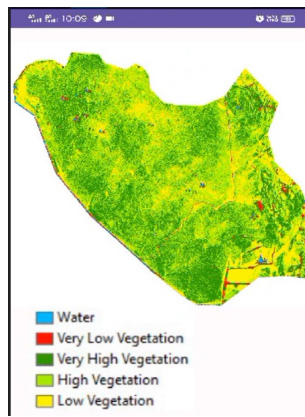 10:09
Water
Very Low Vegetation
Very High Vegetation
High Vegetation
Low Vegetation